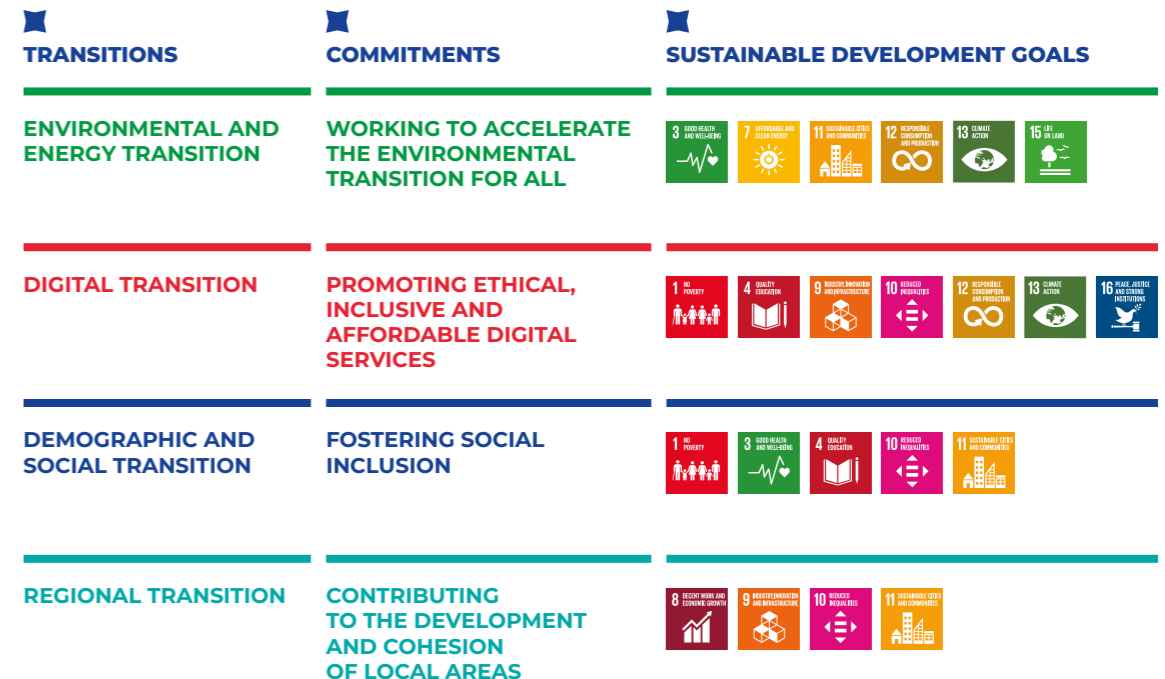 TRANSITIONS
COMMITMENTS
SUSTAINABLE DEVELOPMENT GOALS
ENVIRONMENTAL AND
ENERGY TRANSITION
WORKING TO ACCELERATE
THE ENVIRONMENTAL
TRANSITION FOR ALL
3 GOOD HEALTH
AND WELL-BEING
7 AFFORDABLE AND
CLEAN ENERGY
11 SUSTAINABLE CITIES
AND COMMUNITIES
12 RESPONSIBLE
CONSUMPTION
AND PRODUCTION
13 CLIMATE
ACTION
15 LIFE
ON LAND
DIGITAL TRANSITION
PROMOTING ETHICAL,
INCLUSIVE AND
AFFORDABLE DIGITAL
SERVICES
1 NO
POVERTY
4 QUALITY
EDUCATION
9 INDUSTRY, INNOVATION
AND INFRASTRUCTURE
10 REDUCED
INEQUALITIES
12 RESPONSIBLE
CONSUMPTION
AND PRODUCTION
13 CLIMATE
ACTION
16 PEACE, JUSTICE
AND STRONG
INSTITUTIONS
DEMOGRAPHIC AND
SOCIAL TRANSITION
FOSTERING SOCIAL
INCLUSION
1 NO
POVERTY
3 GOOD HEALTH
AND WELL-BEING
4 QUALITY
EDUCATION
10 REDUCED
INEQUALITIES
11 SUSTAINABLE CITIES
AND COMMUNITIES
REGIONAL TRANSITION
CONTRIBUTING
TO THE DEVELOPMENT
AND COHESION
OF LOCAL AREAS
8 DECENT WORK AND
ECONOMIC GROWTH
9 INDUSTRY, INNOVATION
AND INFRASTRUCTURE
10 REDUCED
INEQUALITIES
11 SUSTAINABLE CITIES
AND COMMUNITIES